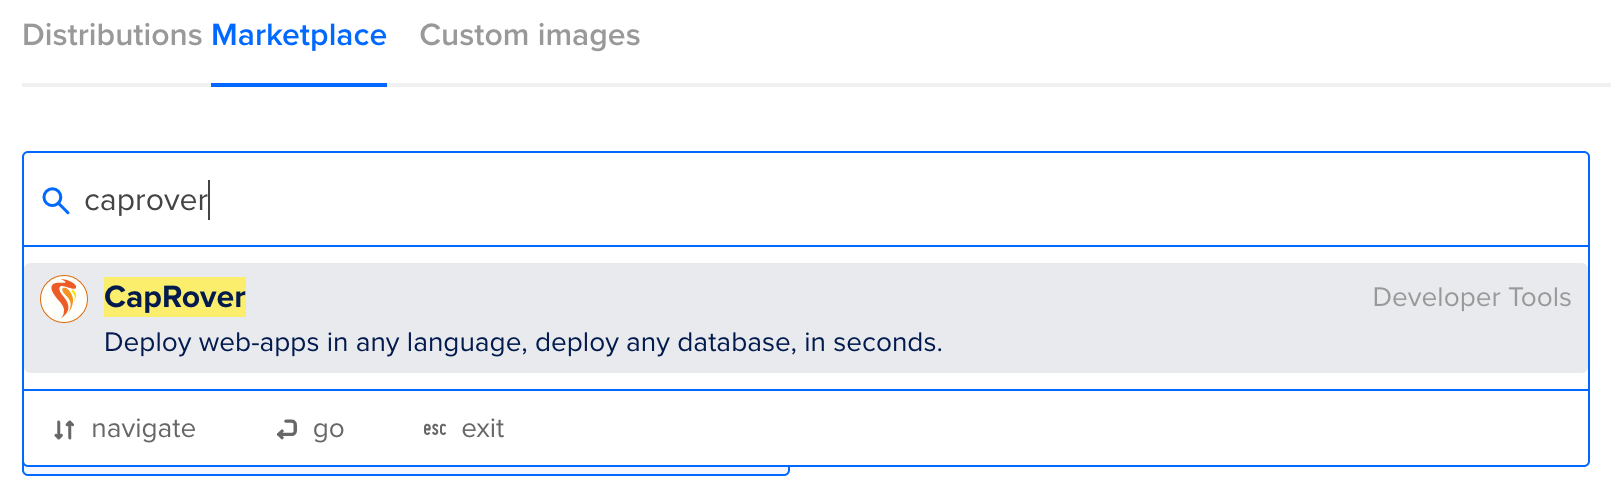 Distributions Marketplace Custom images
caprover
CapRover Developer Tools
Deploy web-apps in any language, deploy any database, in seconds.
navigate go esc exit